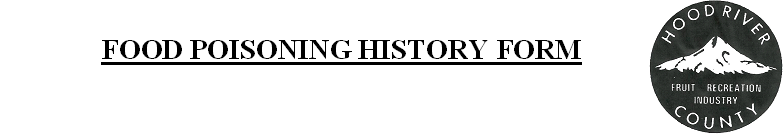 FOOD POISONING HISTORY FORM
HOOD RIVER
FRUIT RECREATION
INDUSTRY
COUNTY